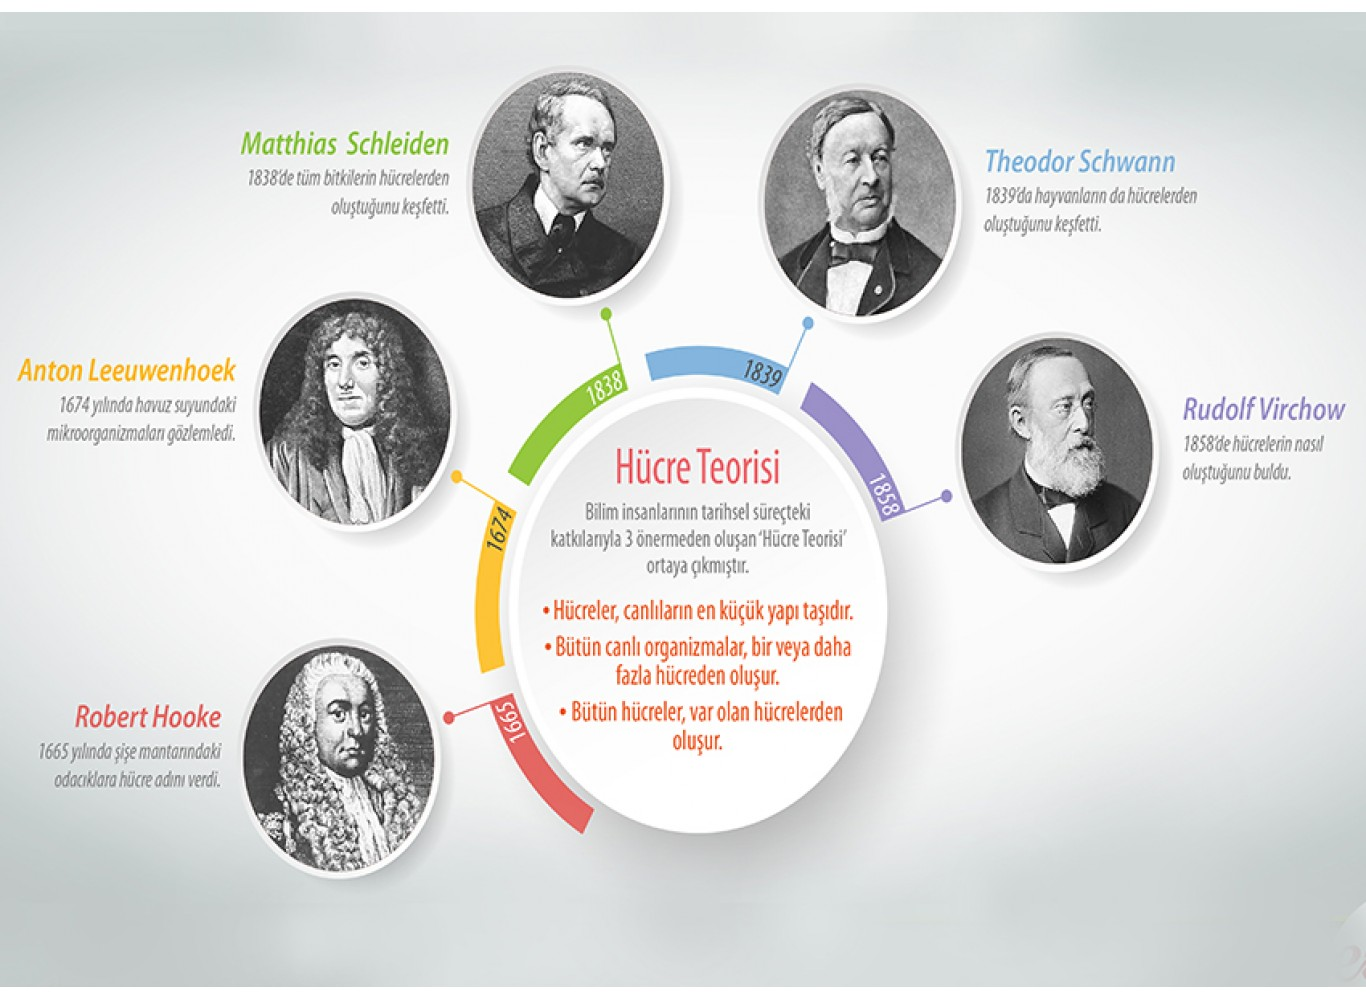 Matthias Schleiden
1838’de tüm bitkilerin hücrelerden
oluştuğunu keşfetti.
Theodor Schwann
1839’da hayvanların da hücrelerden
oluştuğunu keşfetti.
Anton Leeuwenhoek
1674 yılında havuz suyundaki
mikroorganizmaları gözlemledi.
Rudolf Virchow
1858’de hücrelerin nasıl
oluştuğunu buldu.
Robert Hooke
1665 yılında şişe mantarındaki
odacıklara hücre adını verdi.
1665
1674
1838
1839
1858
Hücre Teorisi
Bilim insanlarının tarihsel süreçteki
katkılarıyla 3 önermeden oluşan ‘Hücre Teorisi’
ortaya çıkmıştır.
• Hücreler, canlıların en küçük yapı taşıdır.
• Bütün canlı organizmalar, bir veya daha
fazla hücreden oluşur.
• Bütün hücreler, var olan hücrelerden
oluşur.